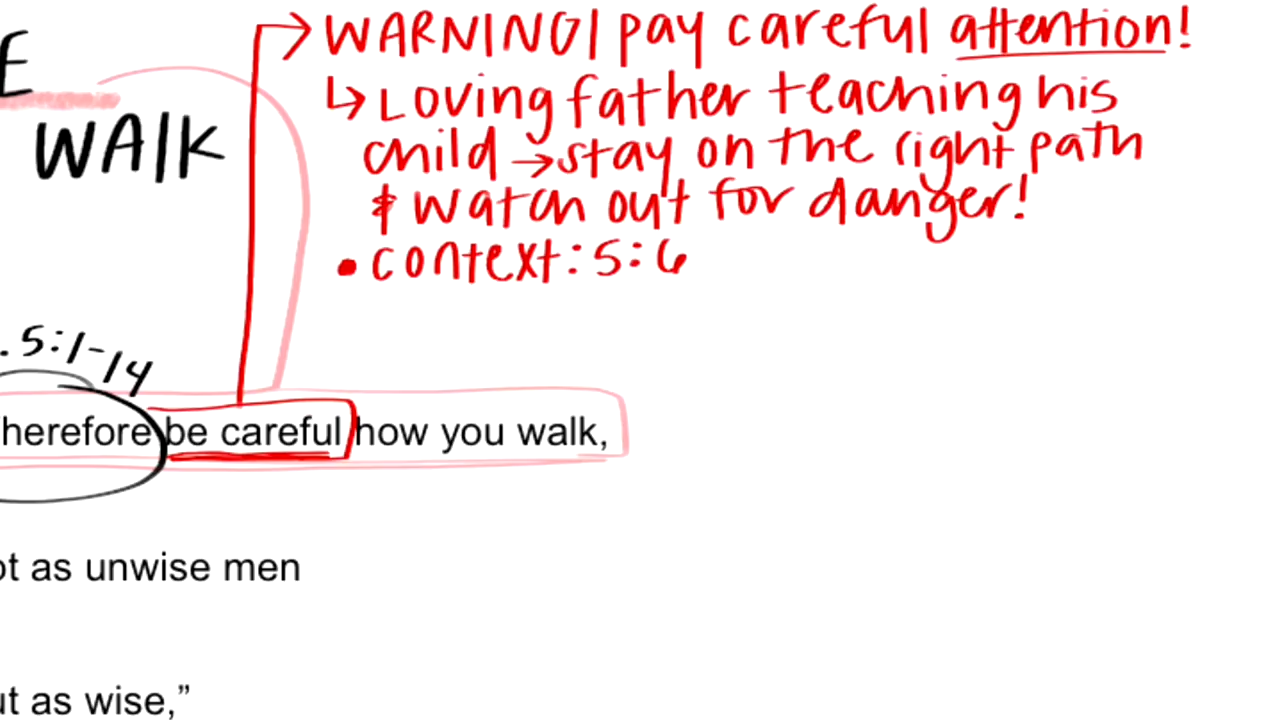 WARNING| pay careful attention!
E
↳ Loving father teaching his
WAlK
child → stay on the right path
& watch out for danger!
• context: 5:6
. 5:1-14
herefore be careful how you walk,
ot as unwise men
ut as wise,”